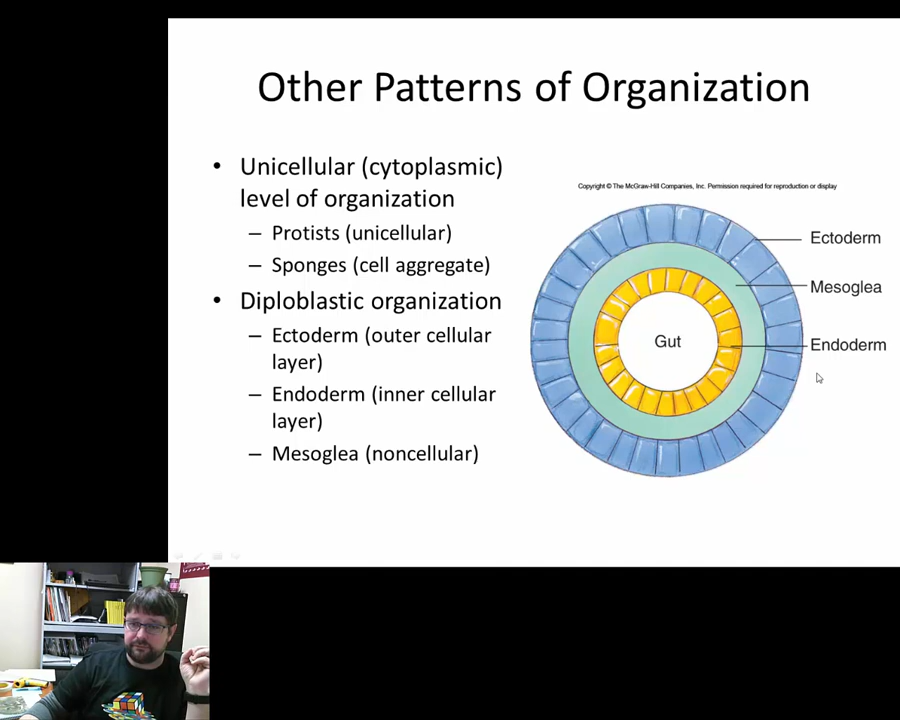 Other Patterns of Organization
• Unicellular (cytoplasmic)
level of organization
– Protists (unicellular)
– Sponges (cell aggregate)
• Diploblastic organization
– Ectoderm (outer cellular
layer)
– Endoderm (inner cellular
layer)
– Mesoglea (noncellular)
Copyright © The McGraw-Hill Companies, Inc. Permission required for reproduction or display
Ectoderm
Mesoglea
Endoderm
Gut